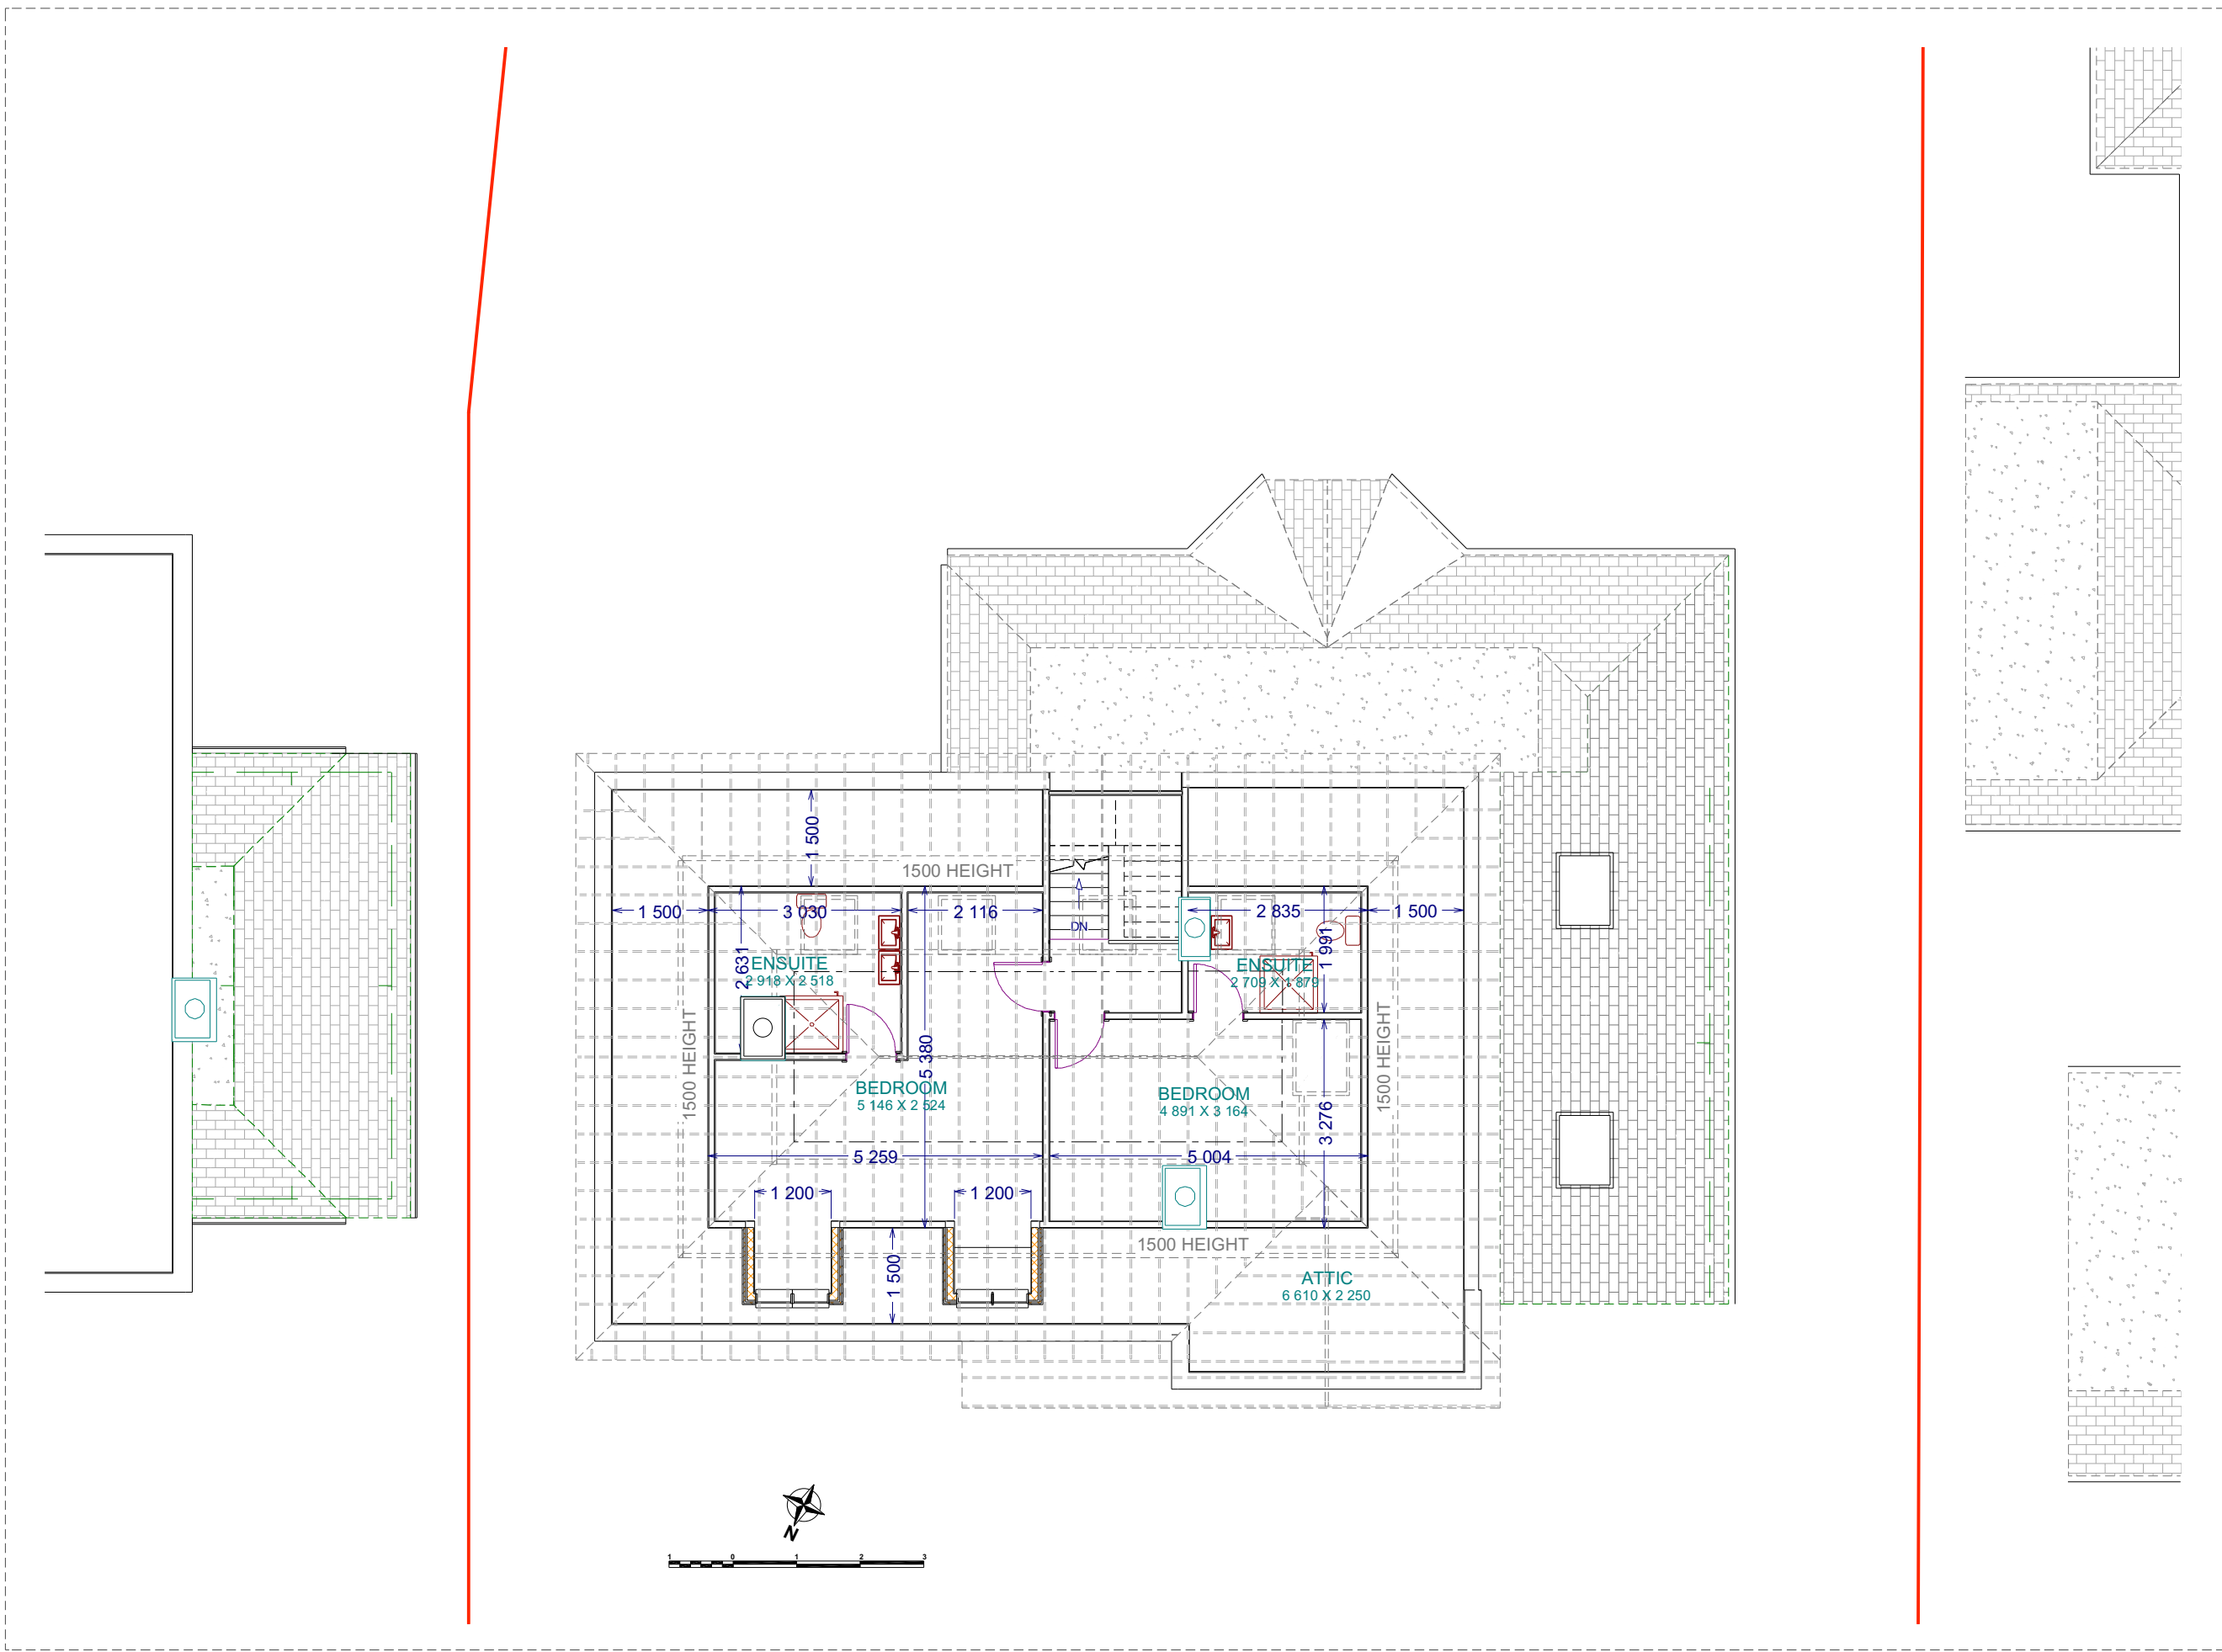 1 500
1500 HEIGHT
1 500
3 030
2 116
2 835
1 500
DN
2 631
ENSUITE
2 918 X 2 518
1 991
ENSUITE
2 709 X 1 879
1500 HEIGHT
5 380
1500 HEIGHT
BEDROOM
5 146 X 2 524
BEDROOM
4 891 X 3 164
3 276
5 259
5 004
1 200
1 200
1500 HEIGHT
1 500
ATTIC
6 610 X 2 250
N
1 0 1 2 3